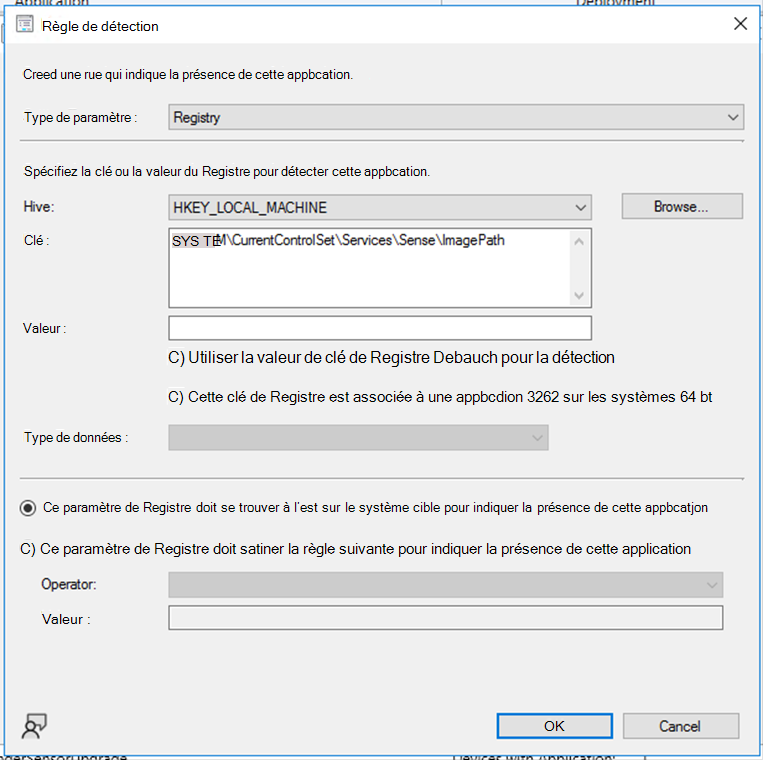 Application Deployment
Règle de détection
Creed une rue qui indique la présence de cette appbcation.
Type de paramètre : Registry
Spécifiez la clé ou la valeur du Registre pour détecter cette appbcation.
Hive: HKEY_LOCAL_MACHINE Browse...
Clé : SYS TEM\CurrentControlSet\Services\Sense\ImagePath
Valeur :
C) Utiliser la valeur de clé de Registre Debauch pour la détection
C) Cette clé de Registre est associée à une appbcdion 3262 sur les systèmes 64 bt
Type de données :
Ce paramètre de Registre doit se trouver à l'est sur le système cible pour indiquer la présence de cette appbcatjon
C) Ce paramètre de Registre doit satiner la règle suivante pour indiquer la présence de cette application
Operator:
Valeur :
OK Cancel
Devices with Application: